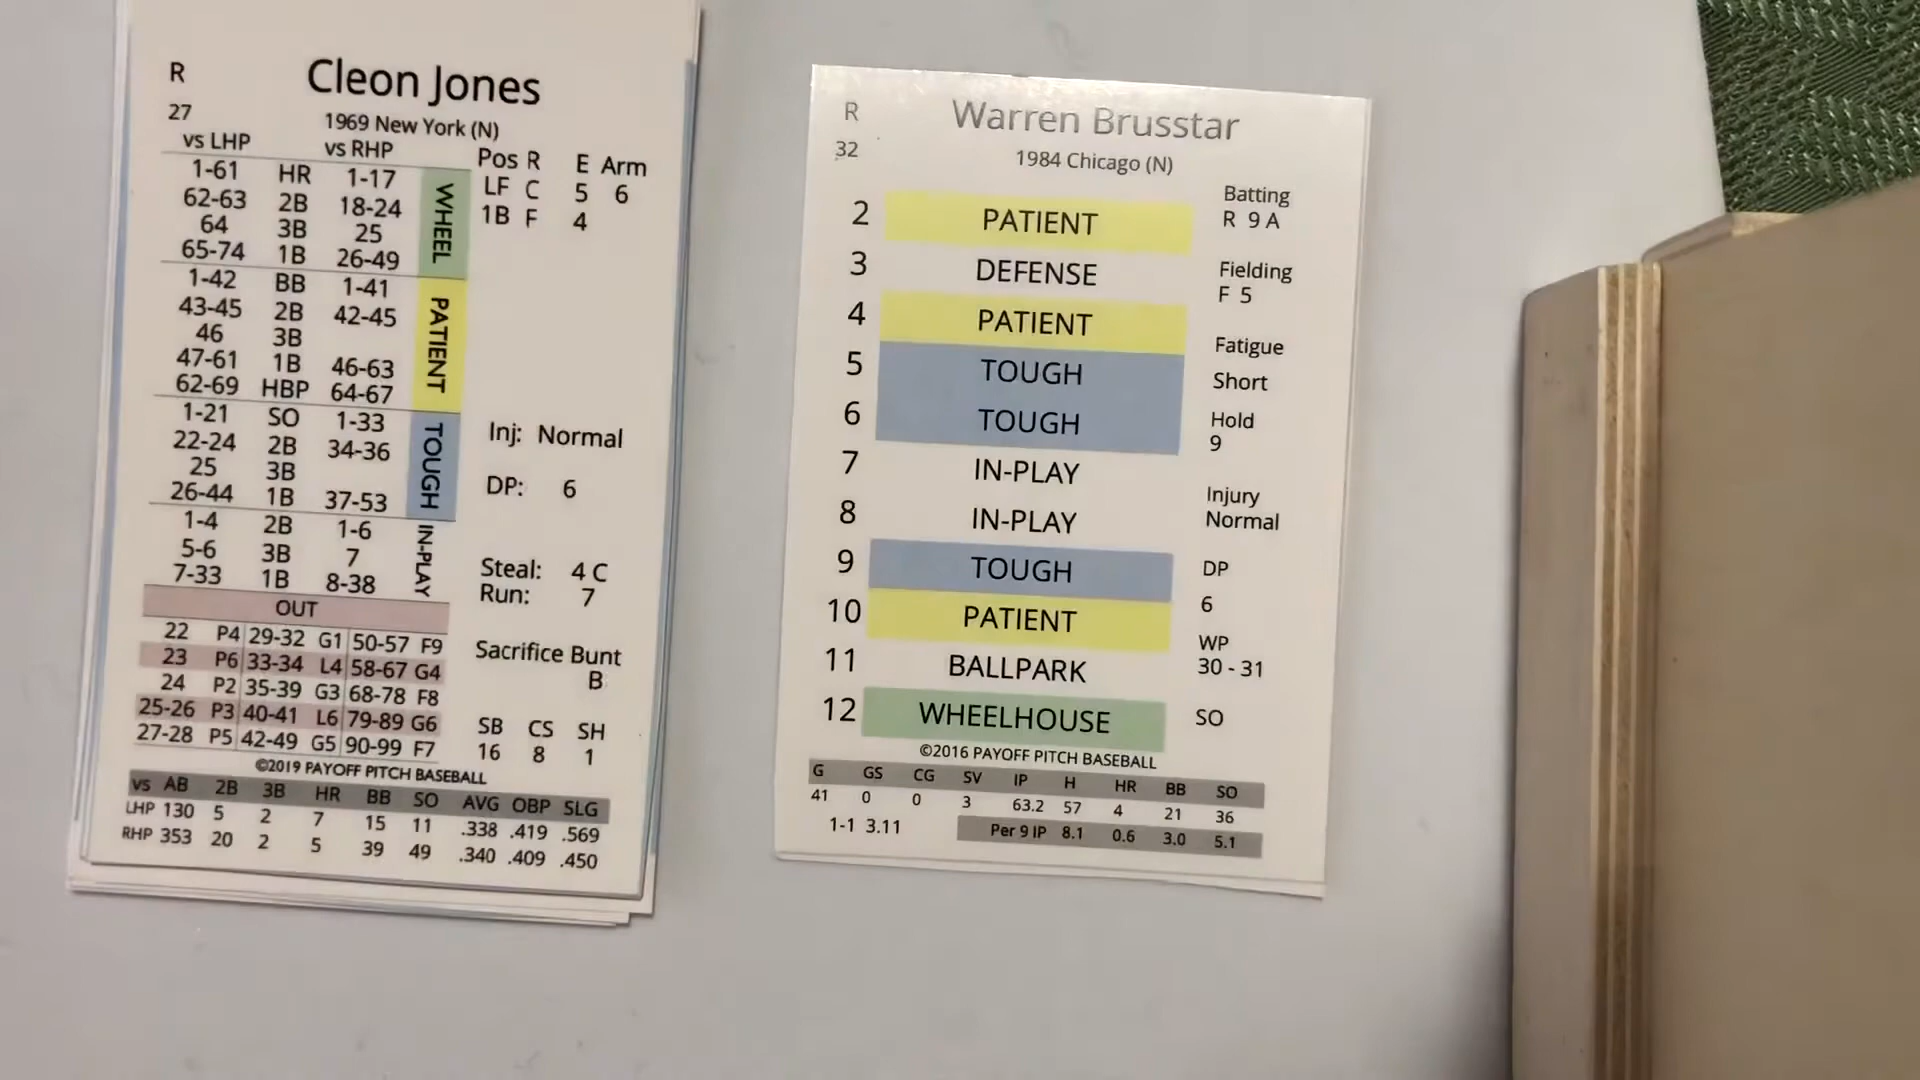 R Cleon Jones
27 1969 New York (N)
vs LHP vs RHP Pos R E Arm
1-61 HR 1-17 LF C 5 6
62-63 2B 18-24 1B F 4
64 3B 25
65-74 1B 26-49
WHEEL
1-42 BB 1-41
43-45 2B 42-45
46 3B
47-61 1B 46-63
62-69 HBP 64-67
PATIENT
1-21 SO 1-33 Inj: Normal
22-24 2B 34-36
25 3B DP: 6
26-44 1B 37-53
TOUGH
1-4 2B 1-6
5-6 3B 7 Steal: 4 C
7-33 1B 8-38 Run: 7
IN-PLAY
OUT
22 P4 29-32 G1 50-57 F9
23 P6 33-34 L4 58-67 G4
24 P2 35-39 G3 68-78 F8
25-26 P3 40-41 L6 79-89 G6
27-28 P5 42-49 G5 90-99 F7
Sacrifice Bunt
B
SB CS SH
16 8 1
©2019 PAYOFF PITCH BASEBALL
vs AB 2B 3B HR BB SO AVG OBP SLG
LHP 130 5 2 7 15 11 .338 .419 .569
RHP 353 20 2 5 39 49 .340 .409 .450
R Warren Brusstar
32 1984 Chicago (N)
2 PATIENT
3 DEFENSE
4 PATIENT
5 TOUGH
6 TOUGH
7 IN-PLAY
8 IN-PLAY
9 TOUGH
10 PATIENT
11 BALLPARK
12 WHEELHOUSE SO
Batting
R 9 A
Fielding
F 5
Fatigue
Short
Hold
9
Injury
Normal
DP
6
WP
30 - 31
©2016 PAYOFF PITCH BASEBALL
G GS CG SV IP H HR BB SO
41 0 0 3 63.2 57 4 21 36
1-1 3.11 Per 9 IP 8.1 0.6 3.0 5.1